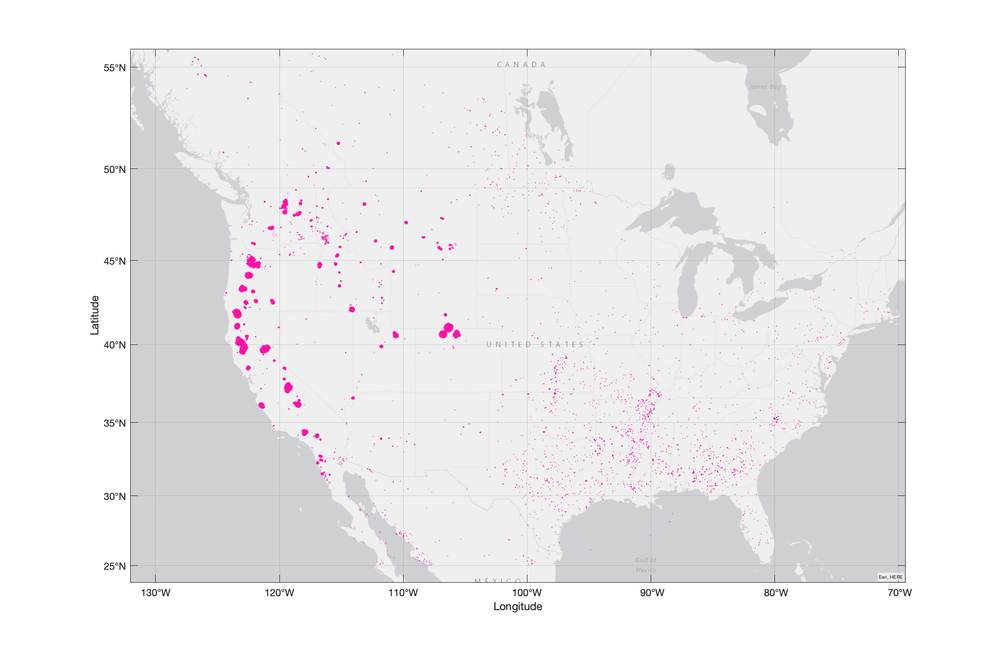 CANADA
55°N
James Bay
50°N
45°N
Latitude
40°N
UNITED STATES
35°N
30°N
Gulf of
Mexico
25°N
Esri, HERE
MÉXICO
130°W
120°W
110°W
100°W
90°W
80°W
70°W
Longitude